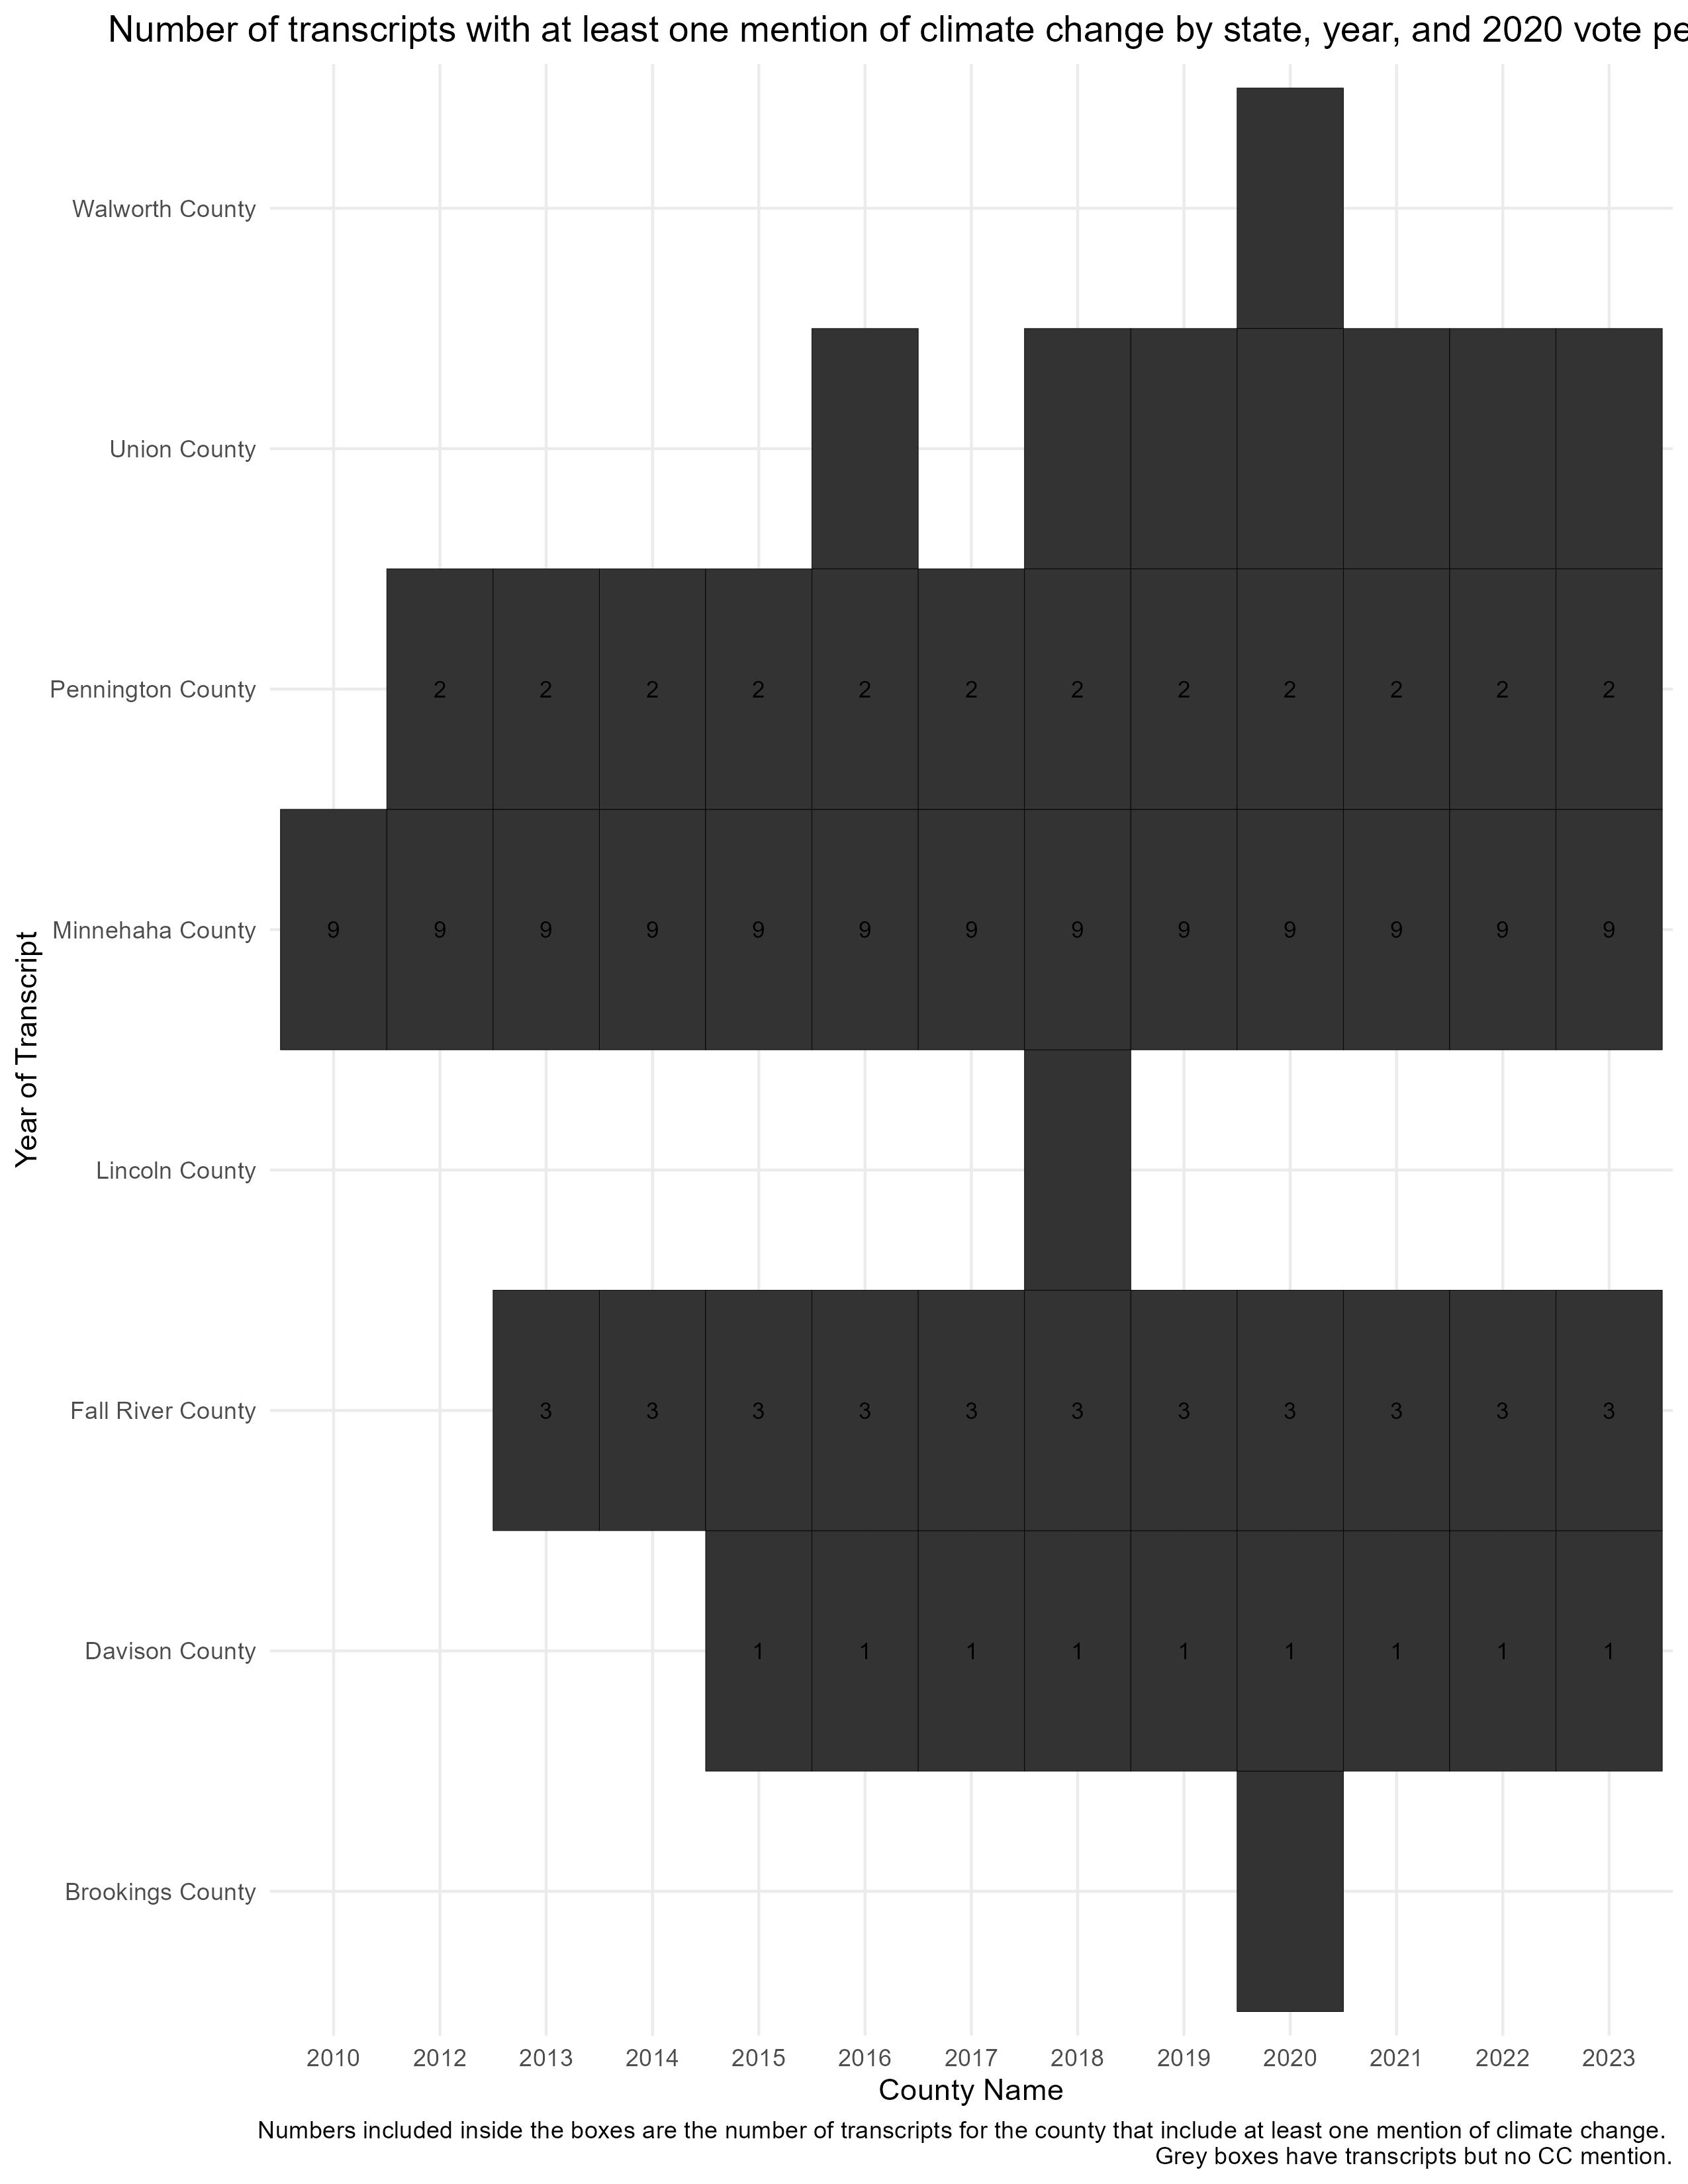 Number of transcripts with at least one mention of climate change by state, year, and 2020 vote pe
Walworth County
Union County
Pennington County
2 2 2 2 2 2 2 2 2 2 2 2
Minnehaha County
9 9 9 9 9 9 9 9 9 9 9 9 9
Lincoln County
Fall River County
3 3 3 3 3 3 3 3 3 3 3
Davison County
1 1 1 1 1 1 1 1 1
Brookings County
Year of Transcript
2010 2012 2013 2014 2015 2016 2017 2018 2019 2020 2021 2022 2023
County Name
Numbers included inside the boxes are the number of transcripts for the county that include at least one mention of climate change.
Grey boxes have transcripts but no CC mention.